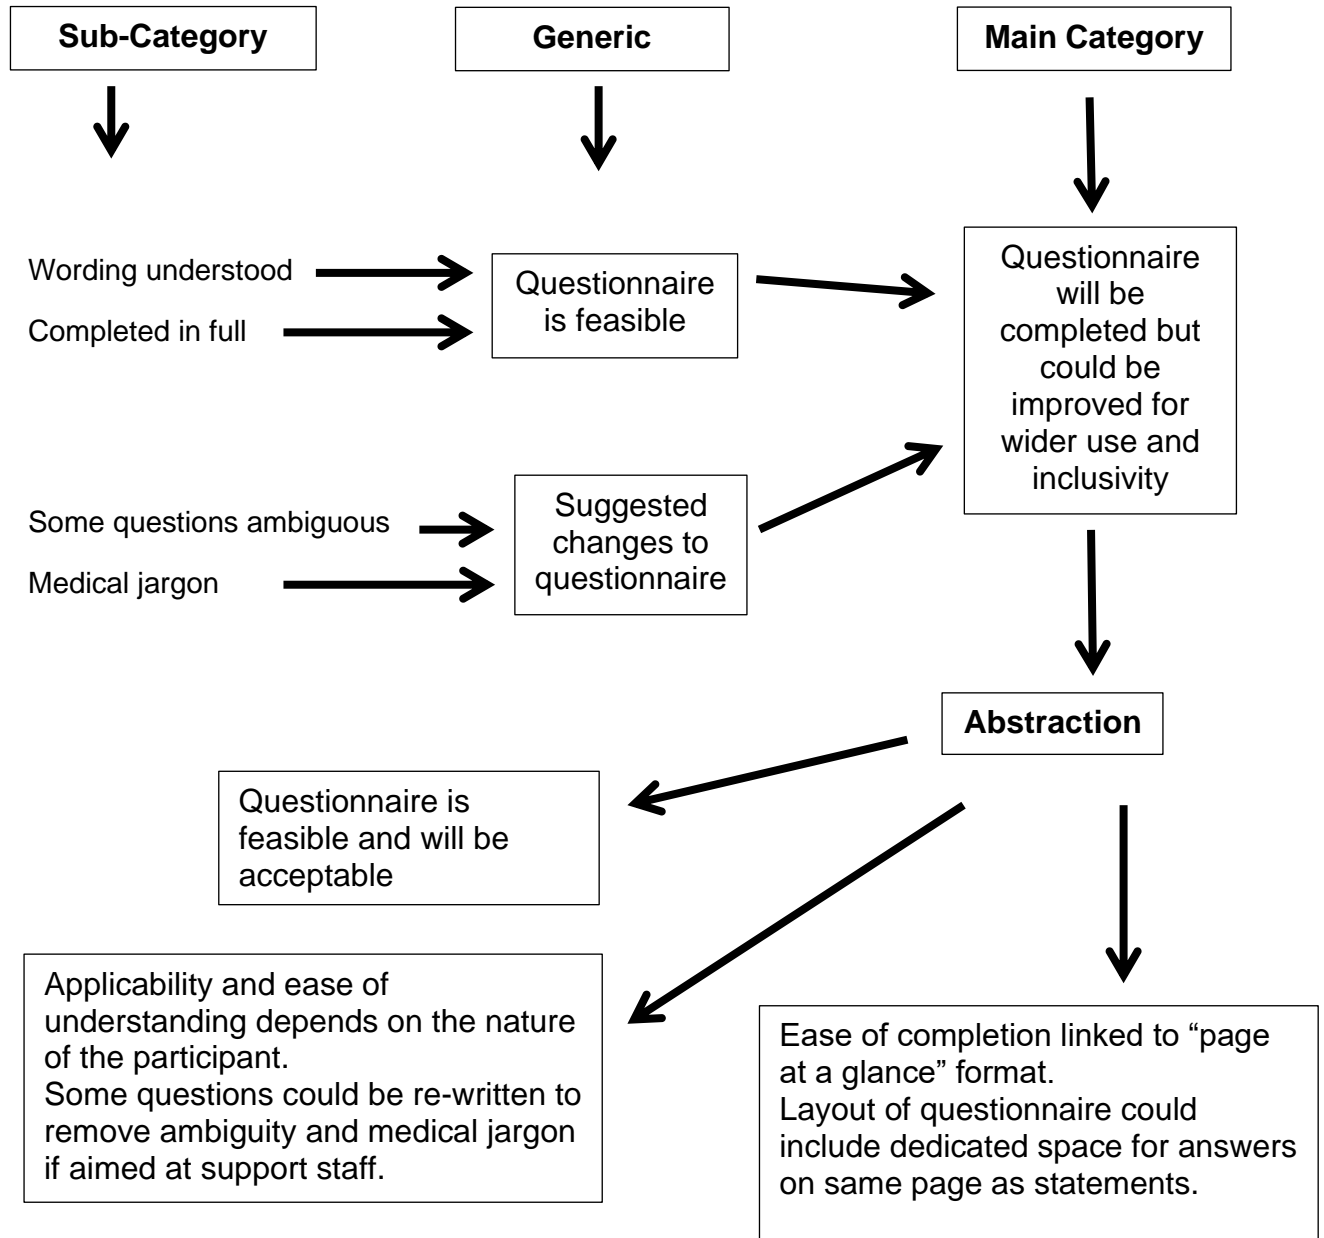 Sub-Category
Generic
Main Category
Wording understood
Completed in full
Questionnaire
is feasible
Questionnaire
will be
completed but
could be
improved for
wider use and
inclusivity
Some questions ambiguous
Medical jargon
Suggested
changes to
questionnaire
Abstraction
Questionnaire is
feasible and will be
acceptable
Applicability and ease of
understanding depends on the nature
of the participant.
Some questions could be re-written to
remove ambiguity and medical jargon
if aimed at support staff.
Ease of completion linked to “page
at a glance” format.
Layout of questionnaire could
include dedicated space for answers
on same page as statements.